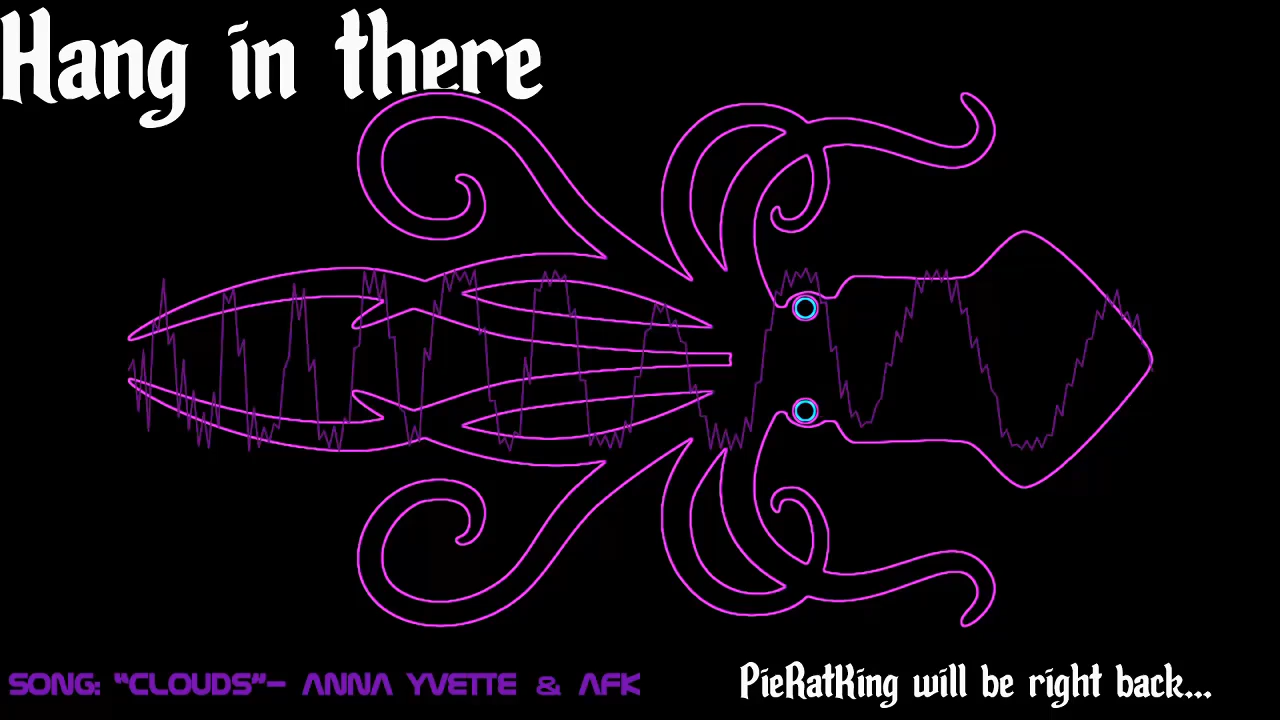 Hang in there
SONG: "CLOUDS"- ANNA YVETTE & AFK
PieRatKing will be right back...